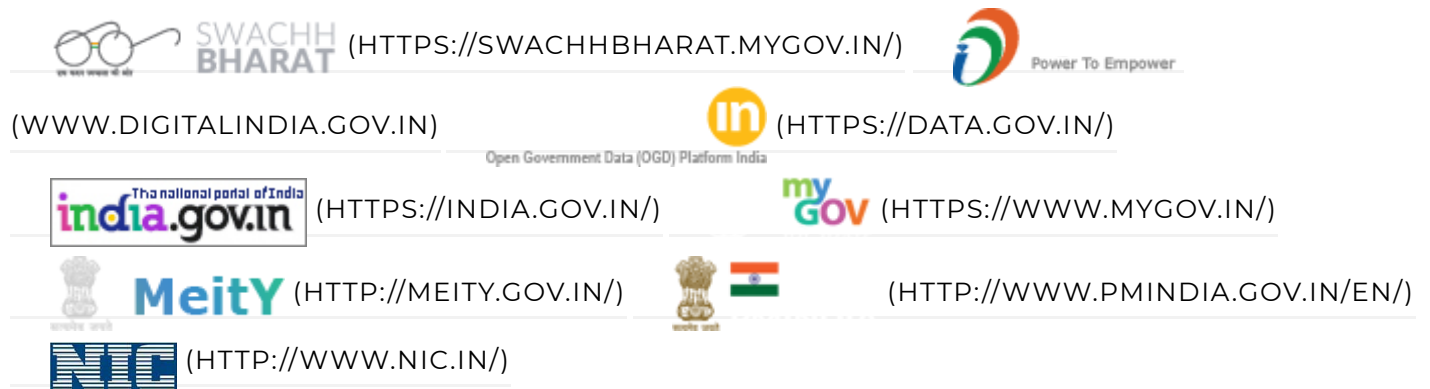 SWACHH BHARAT (HTTPS://SWACHHBHARAT.MYGOV.IN/) Power To Empower
(WWW.DIGITALINDIA.GOV.IN) in (HTTPS://DATA.GOV.IN/)
Open Government Data (OGD) Platform India
The national portal of India
india.gov.in (HTTPS://INDIA.GOV.IN/) my GOV (HTTPS://WWW.MYGOV.IN/)
MeitY (HTTP://MEITY.GOV.IN/) (HTTP://WWW.PMINDIA.GOV.IN/EN/)
NIC (HTTP://WWW.NIC.IN/)